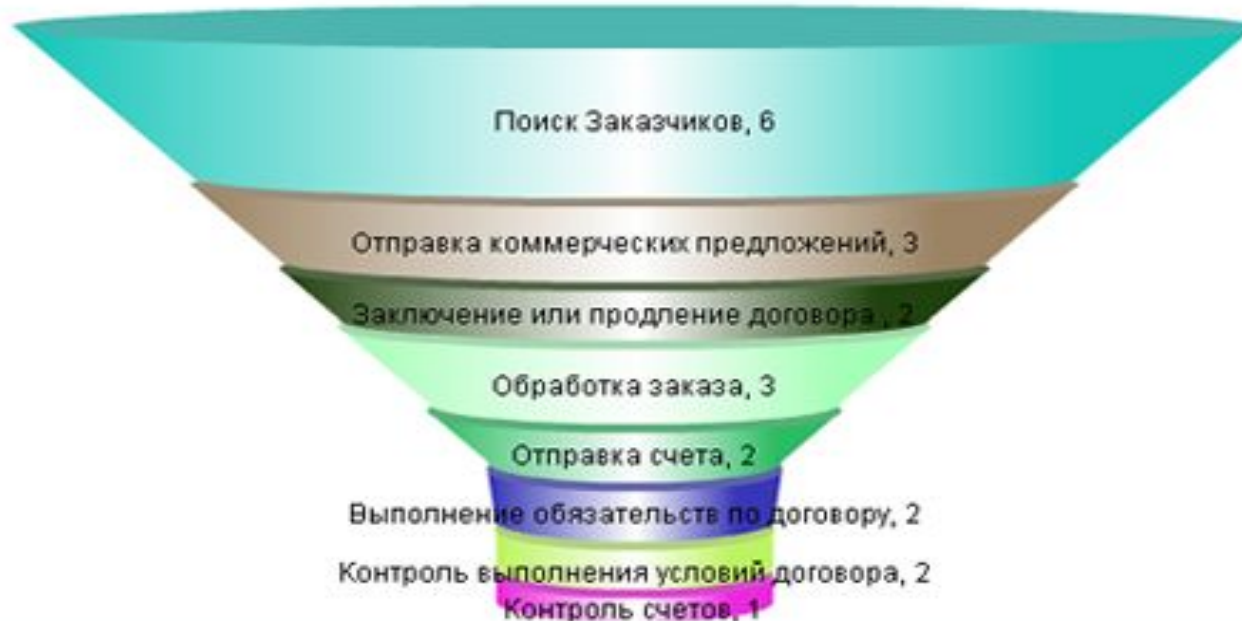 Поиск Заказчиков, 6
Отправка коммерческих предложений, 3
Заключение или продление договора , 2
Обработка заказа, 3
Отправка счета, 2
Выполнение обязательств по договору, 2
Контроль выполнения условий договора, 2
Контроль счетов, 1